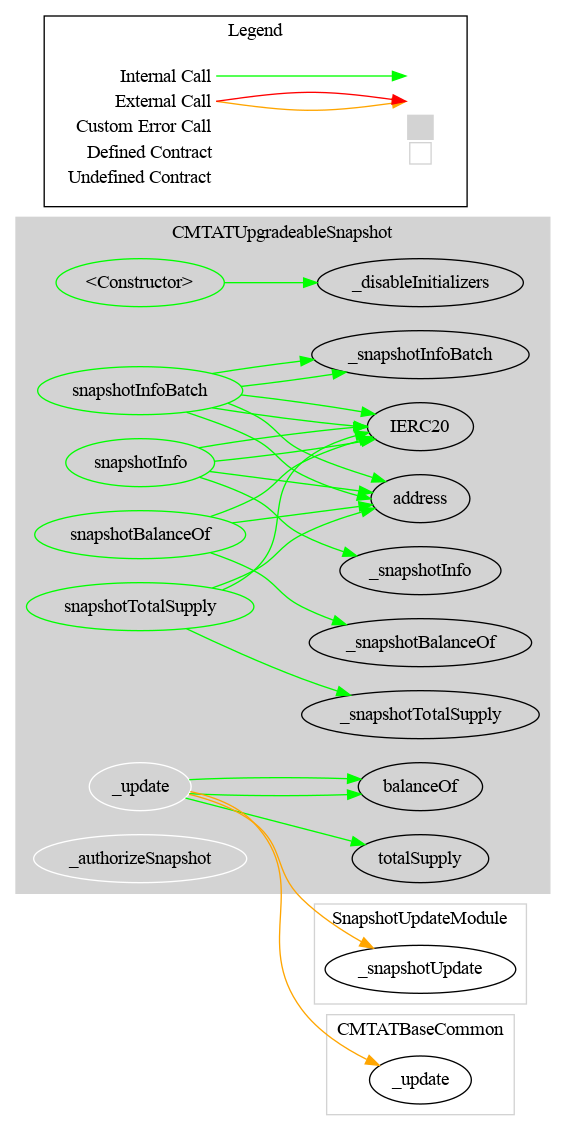 Legend
Internal Call
External Call
Custom Error Call
Defined Contract
Undefined Contract
CMTATUpgradeableSnapshot
<Constructor>
_disableInitializers
_snapshotInfoBatch
snapshotInfoBatch
IERC20
snapshotInfo
address
snapshotBalanceOf
_snapshotInfo
snapshotTotalSupply
_snapshotBalanceOf
_snapshotTotalSupply
_update
balanceOf
_authorizeSnapshot
totalSupply
SnapshotUpdateModule
_snapshotUpdate
CMTATBaseCommon
_update